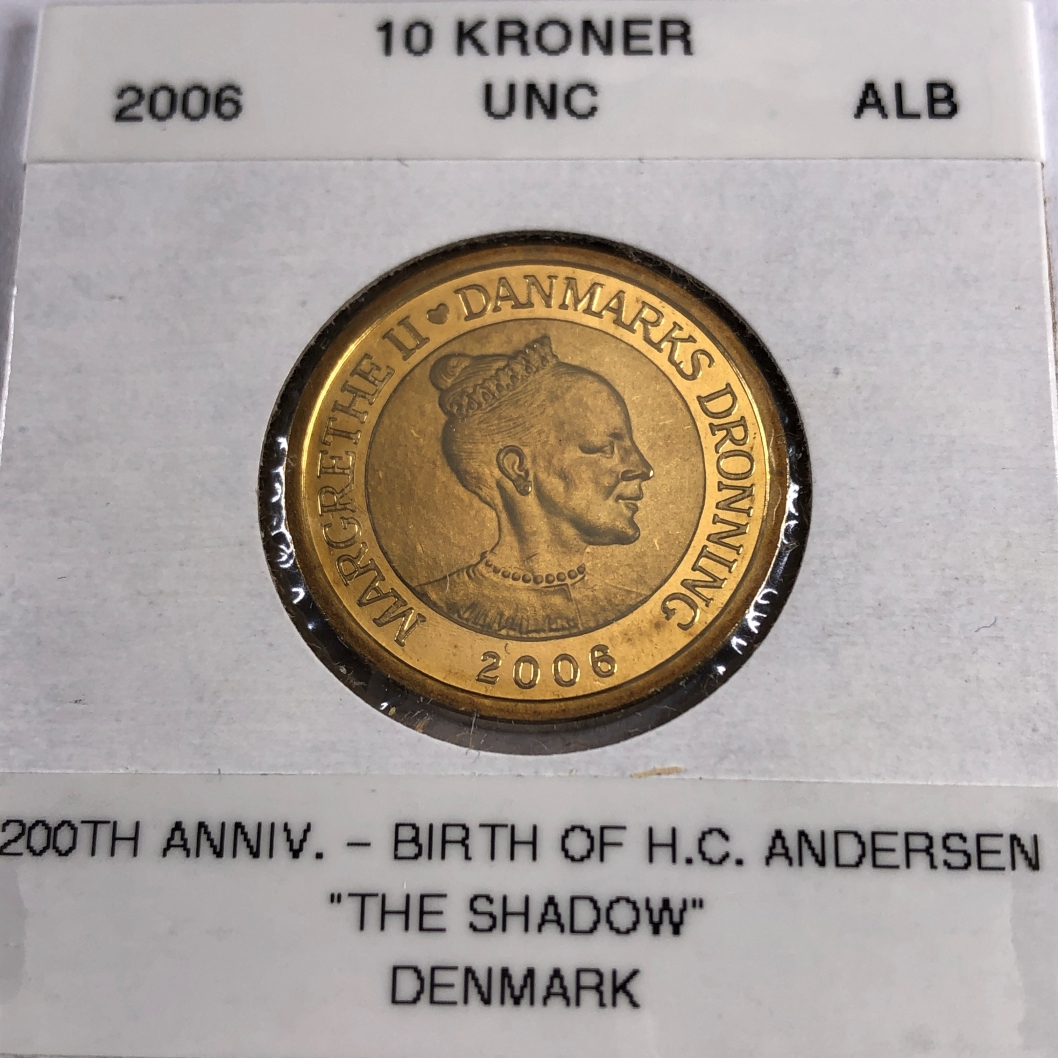 10 KRONER
2006 UNC ALB
MARGRETHE II ♥ DANMARKS DRONNING
2006
200TH ANNIV. – BIRTH OF H.C. ANDERSEN
"THE SHADOW"
DENMARK